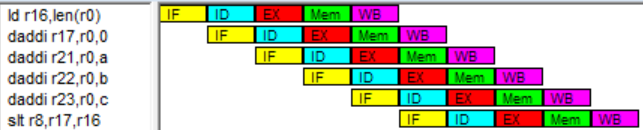 ld r16,len(r0) IF ID EX Mem WB
daddi r17,r0,0 IF ID EX Mem WB
daddi r21,r0,a IF ID EX Mem WB
daddi r22,r0,b IF ID EX Mem WB
daddi r23,r0,c IF ID EX Mem WB
slt r8,r17,r16 IF ID EX Mem WB